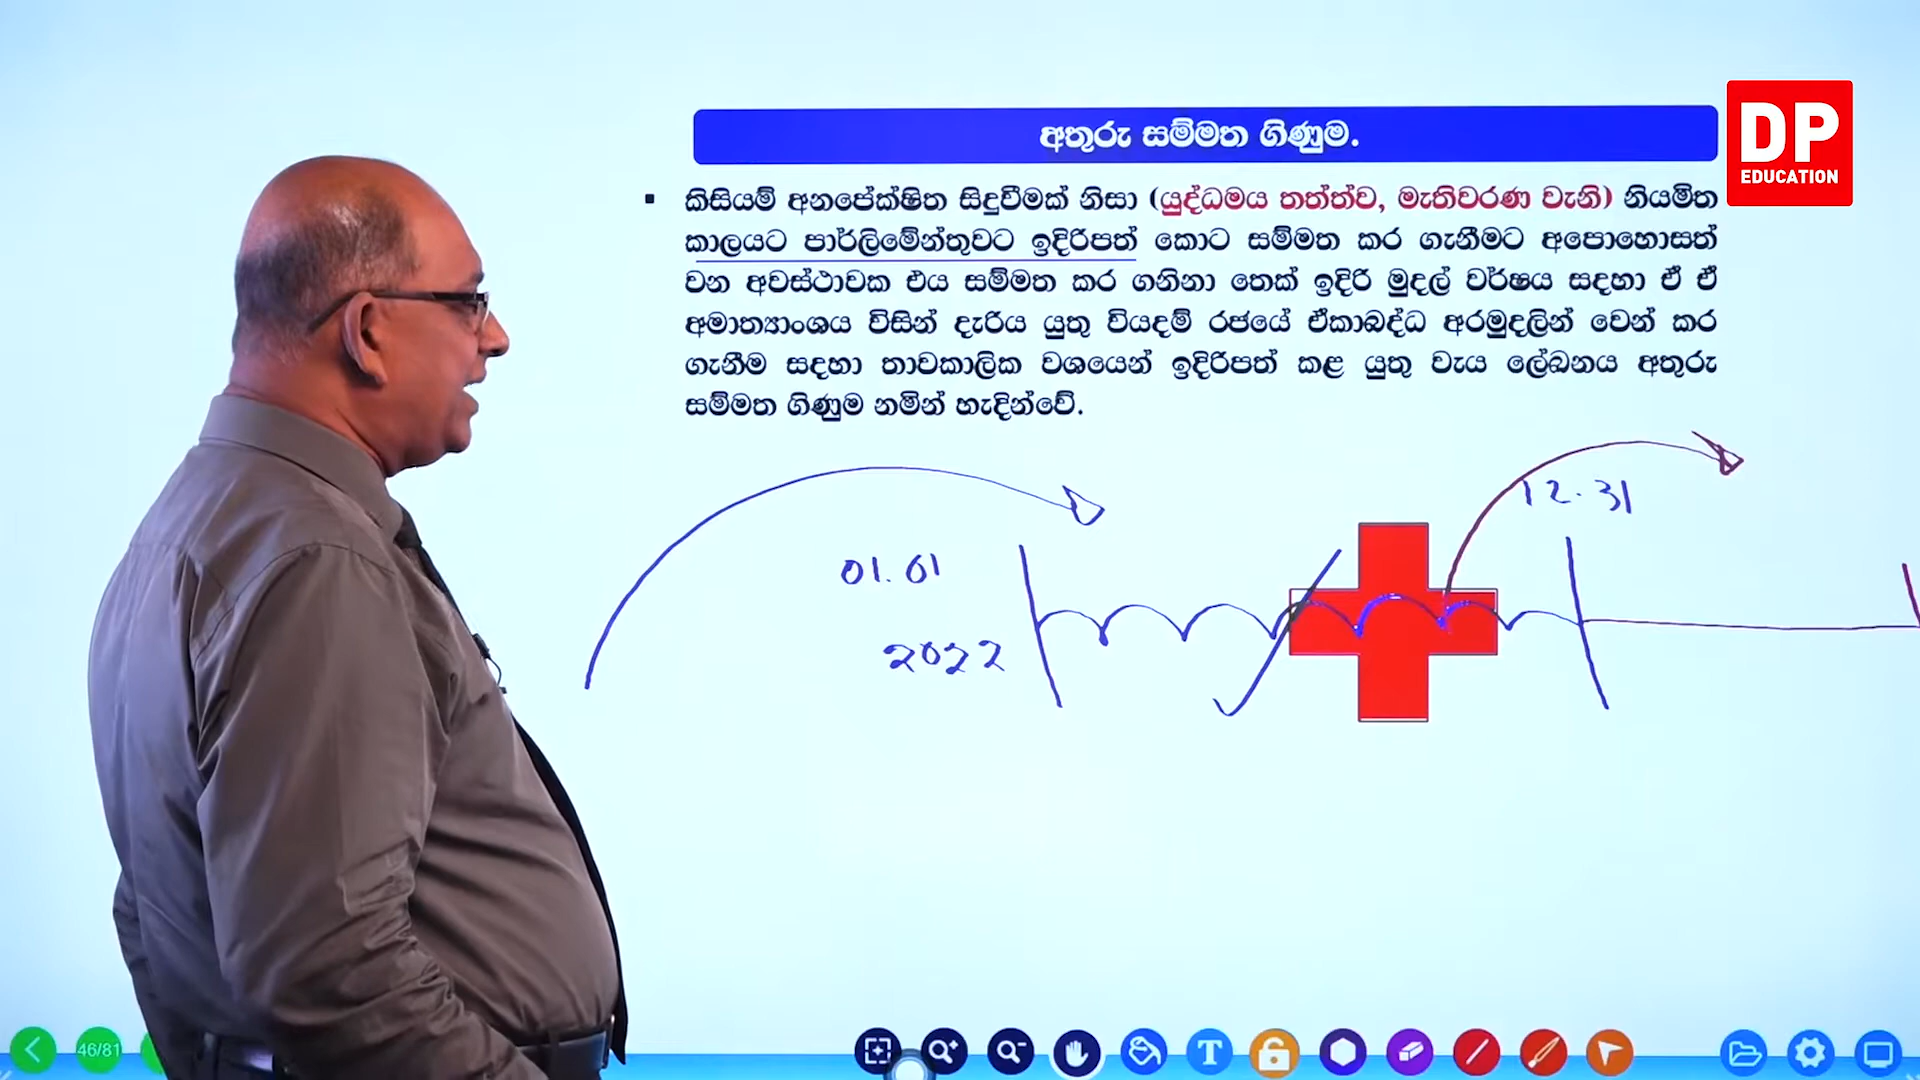 අතුරු සම්මත ගිණුම.
DP
EDUCATION
▪ කිසියම් අනපේක්ෂිත සිදුවීමක් නිසා (යුද්ධමය තත්ත්ව, මැතිවරණ වැනි) නියමිත
කාලයට පාර්ලිමේන්තුවට ඉදිරිපත් කොට සම්මත කර ගැනීමට අපොහොසත්
වන අවස්ථාවක එය සම්මත කර ගනිනා තෙක් ඉදිරි මුදල් වර්ෂය සදහා ඒ ඒ
අමාත්‍යාංශය විසින් දැරිය යුතු වියදම් රජයේ ඒකාබද්ධ අරමුදලින් වෙන් කර
ගැනීම සදහා තාවකාලික වශයෙන් ඉදිරිපත් කළ යුතු වැය ලේඛනය අතුරු
සම්මත ගිණුම නමින් හැදින්වේ.
12.31
01.01
2022
46/81
T